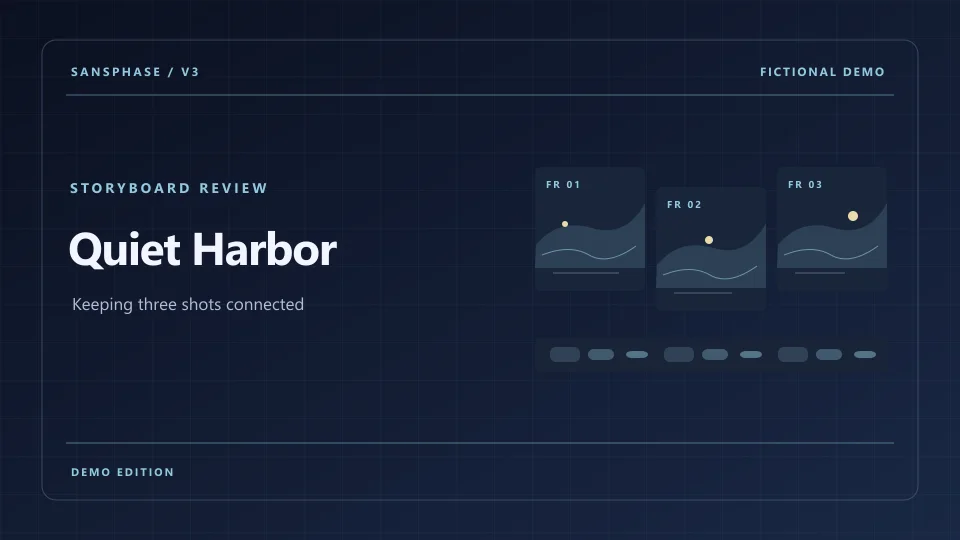 SANSPHASE / V3
FICTIONAL DEMO
STORYBOARD REVIEW
Quiet Harbor
Keeping three shots connected
FR 01
FR 02
FR 03
DEMO EDITION